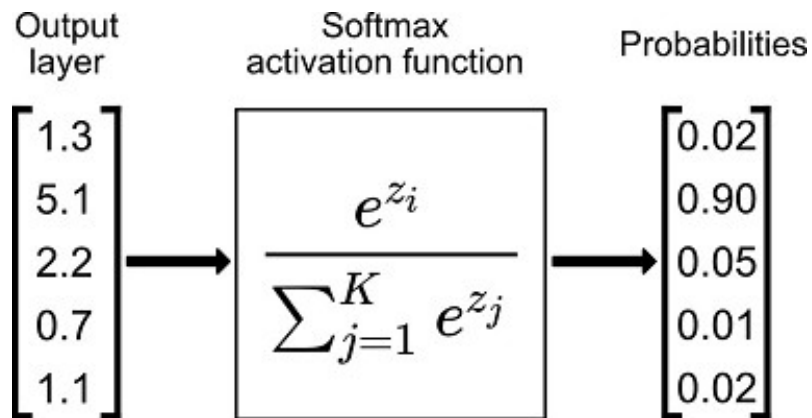 Output
layer
Softmax
activation function
Probabilities
1.3
5.1
2.2
0.7
1.1
e^{z_i}
\sum_{j=1}^{K} e^{z_j}
0.02
0.90
0.05
0.01
0.02